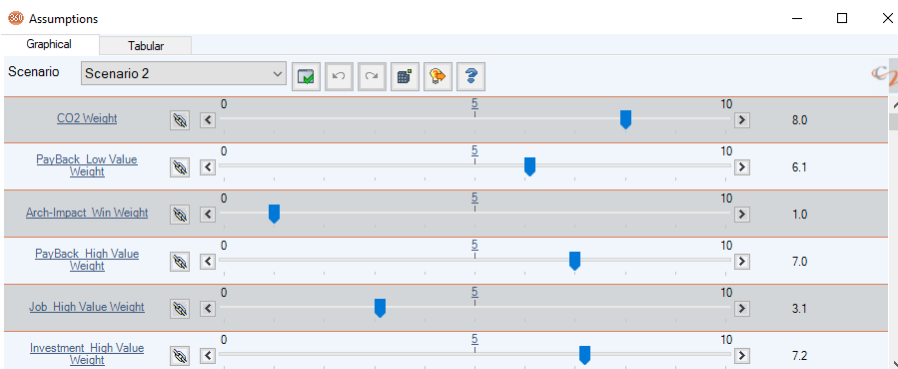 Assumptions
Graphical Tabular
Scenario Scenario 2
0 5 10
CO2 Weight 8.0
0 5 10
PayBack_Low Value
Weight 6.1
0 5 10
Arch-Impact_Win Weight 1.0
0 5 10
PayBack_High Value
Weight 7.0
0 5 10
Job_High Value Weight 3.1
0 5 10
Investment_High Value
Weight 7.2